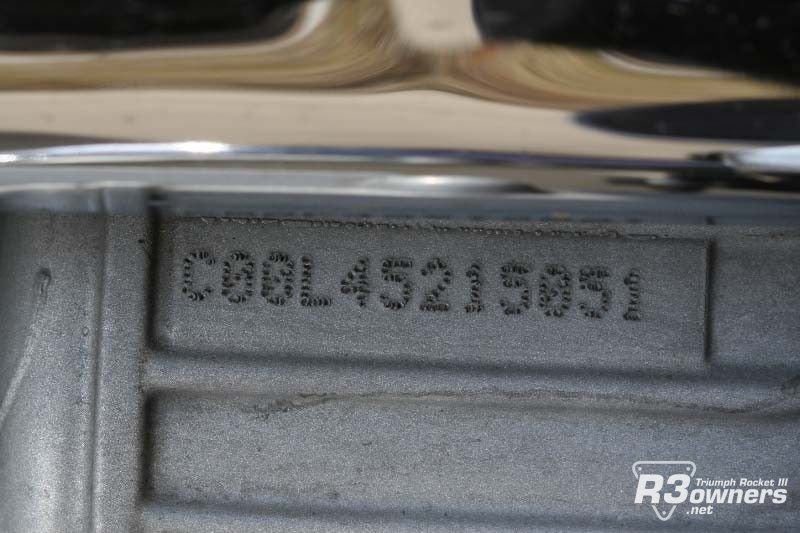 C00L45215051
Triumph Rocket III
R3owners
.net